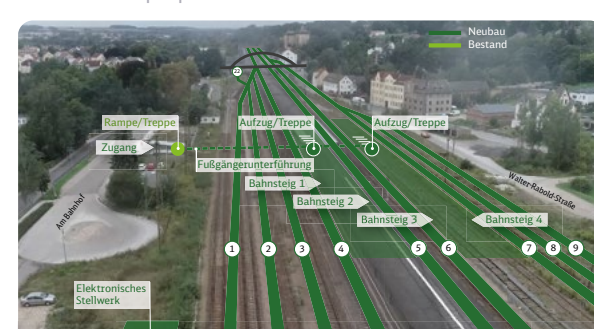 Neubau
Bestand
22
Rampe/Treppe
Aufzug/Treppe
Aufzug/Treppe
Zugang
Fußgängerunterführung
Bahnsteig 1
Bahnsteig 2
Bahnsteig 3
Bahnsteig 4
Am Bahnhof
Walter-Rabold-Straße
1
2
3
4
5
6
7
8
9
Elektronisches
Stellwerk